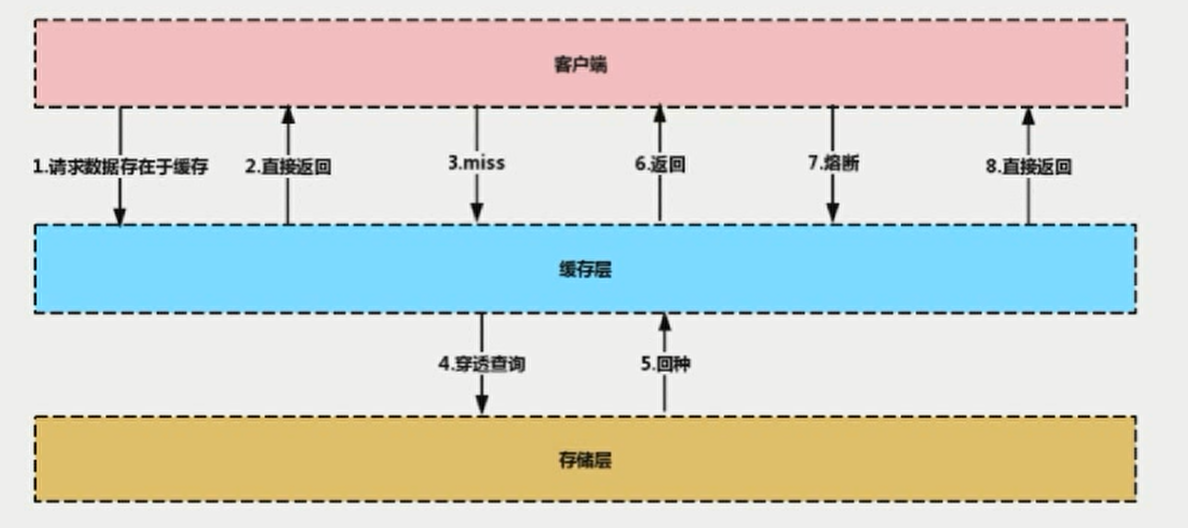 客户端
1.请求数据存在于缓存
2.直接返回
3.miss
6.返回
7.熔断
8.直接返回
缓存层
4.穿透查询
5.回种
存储层